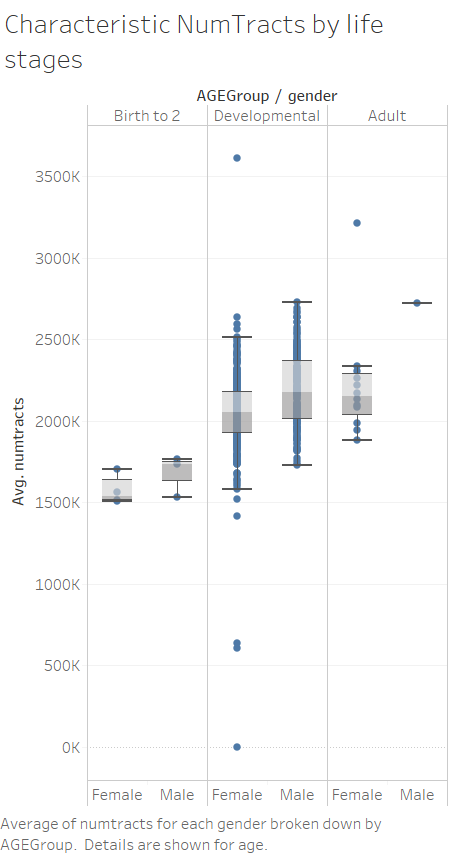 Characteristic NumTracts by life
stages
AGEGroup / gender
Birth to 2 Developmental Adult
3500K
3000K
2500K
2000K
1500K
1000K
500K
0K
Avg. numtracts
Female Male Female Male Female Male
Average of numtracts for each gender broken down by
AGEGroup. Details are shown for age.